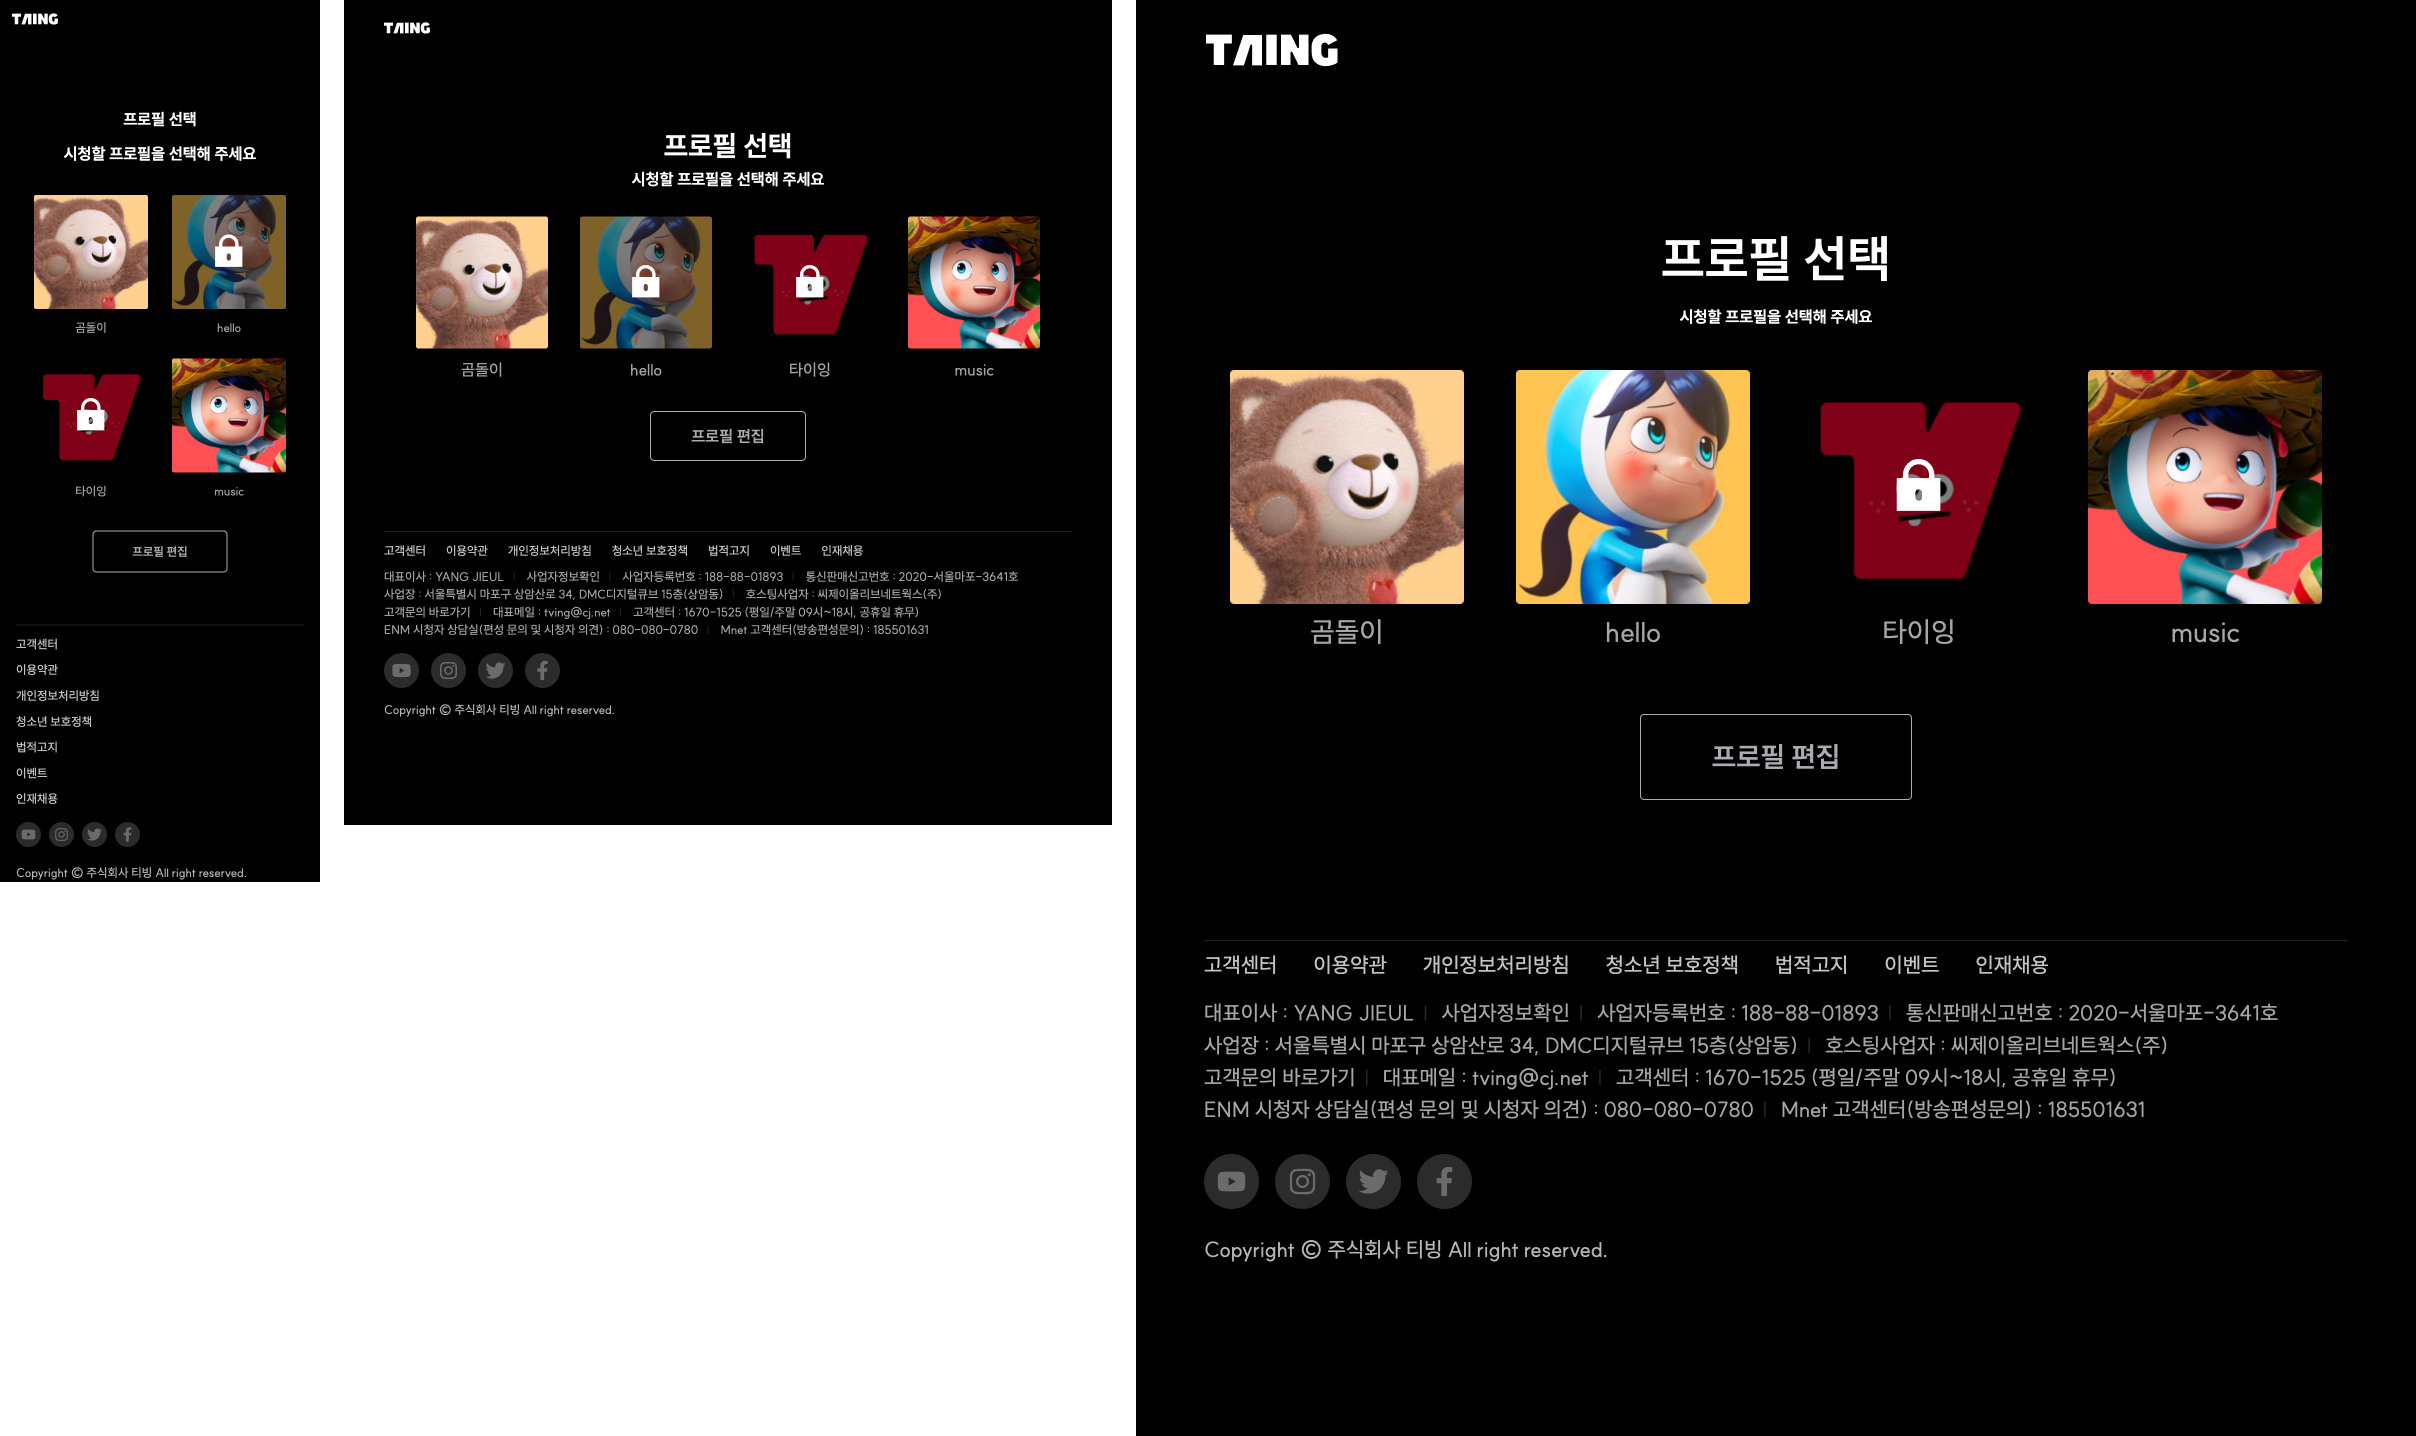 TAING
프로필 선택
시청할 프로필을 선택해 주세요
곰돌이
hello
타이잉
music
프로필 편집
고객센터
이용약관
개인정보처리방침
청소년 보호정책
법적고지
이벤트
인재채용
Copyright © 주식회사 티빙 All right reserved.
TAING
프로필 선택
시청할 프로필을 선택해 주세요
곰돌이 hello 타이잉 music
프로필 편집
고객센터 이용약관 개인정보처리방침 청소년 보호정책 법적고지 이벤트 인재채용
대표이사 : YANG JIEUL | 사업자정보확인 | 사업자등록번호 : 188-88-01893 | 통신판매신고번호 : 2020-서울마포-3641호
사업장 : 서울특별시 마포구 상암산로 34, DMC디지털큐브 15층(상암동) | 호스팅사업자 : 씨제이올리브네트웍스(주)
고객문의 바로가기 | 대표메일 : tving@cj.net | 고객센터 : 1670-1525 (평일/주말 09시~18시, 공휴일 휴무)
ENM 시청자 상담실(편성 문의 및 시청자 의견) : 080-080-0780 | Mnet 고객센터(방송편성문의) : 185501631
Copyright © 주식회사 티빙 All right reserved.
TAING
프로필 선택
시청할 프로필을 선택해 주세요
곰돌이 hello 타이잉 music
프로필 편집
고객센터 이용약관 개인정보처리방침 청소년 보호정책 법적고지 이벤트 인재채용
대표이사 : YANG JIEUL | 사업자정보확인 | 사업자등록번호 : 188-88-01893 | 통신판매신고번호 : 2020-서울마포-3641호
사업장 : 서울특별시 마포구 상암산로 34, DMC디지털큐브 15층(상암동) | 호스팅사업자 : 씨제이올리브네트웍스(주)
고객문의 바로가기 | 대표메일 : tving@cj.net | 고객센터 : 1670-1525 (평일/주말 09시~18시, 공휴일 휴무)
ENM 시청자 상담실(편성 문의 및 시청자 의견) : 080-080-0780 | Mnet 고객센터(방송편성문의) : 185501631
Copyright © 주식회사 티빙 All right reserved.